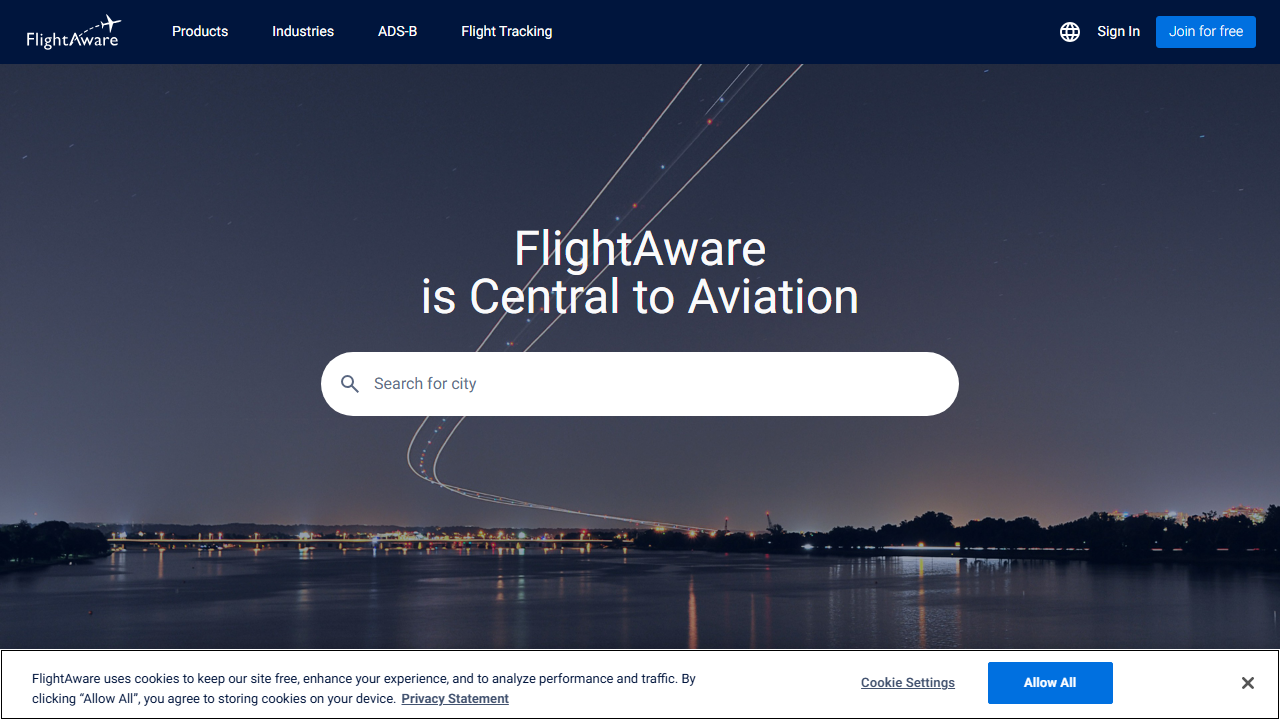 FlightAware
Products
Industries
ADS-B
Flight Tracking
Sign In
Join for free
FlightAware
is Central to Aviation
Search for city
FlightAware uses cookies to keep our site free, enhance your experience, and to analyze performance and traffic. By
clicking “Allow All”, you agree to storing cookies on your device. Privacy Statement
Cookie Settings
Allow All